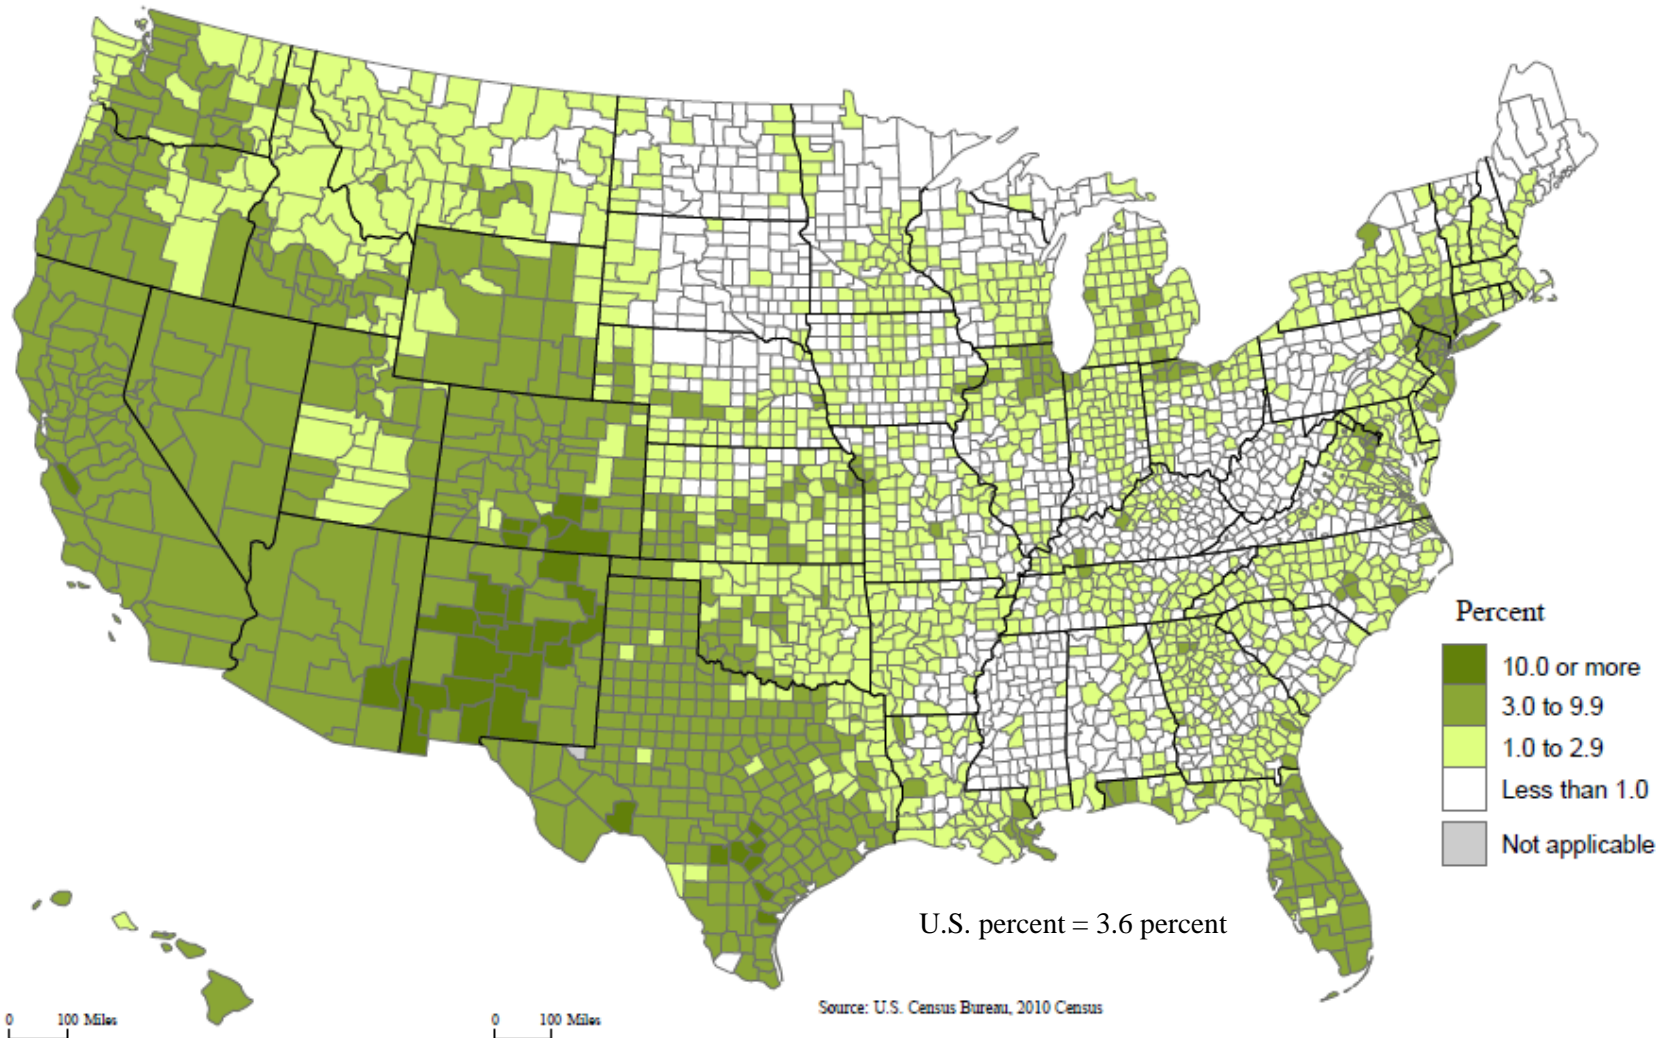 Percent
10.0 or more
3.0 to 9.9
1.0 to 2.9
Less than 1.0
Not applicable
U.S. percent = 3.6 percent
Source: U.S. Census Bureau, 2010 Census
0 100 Miles
0 100 Miles